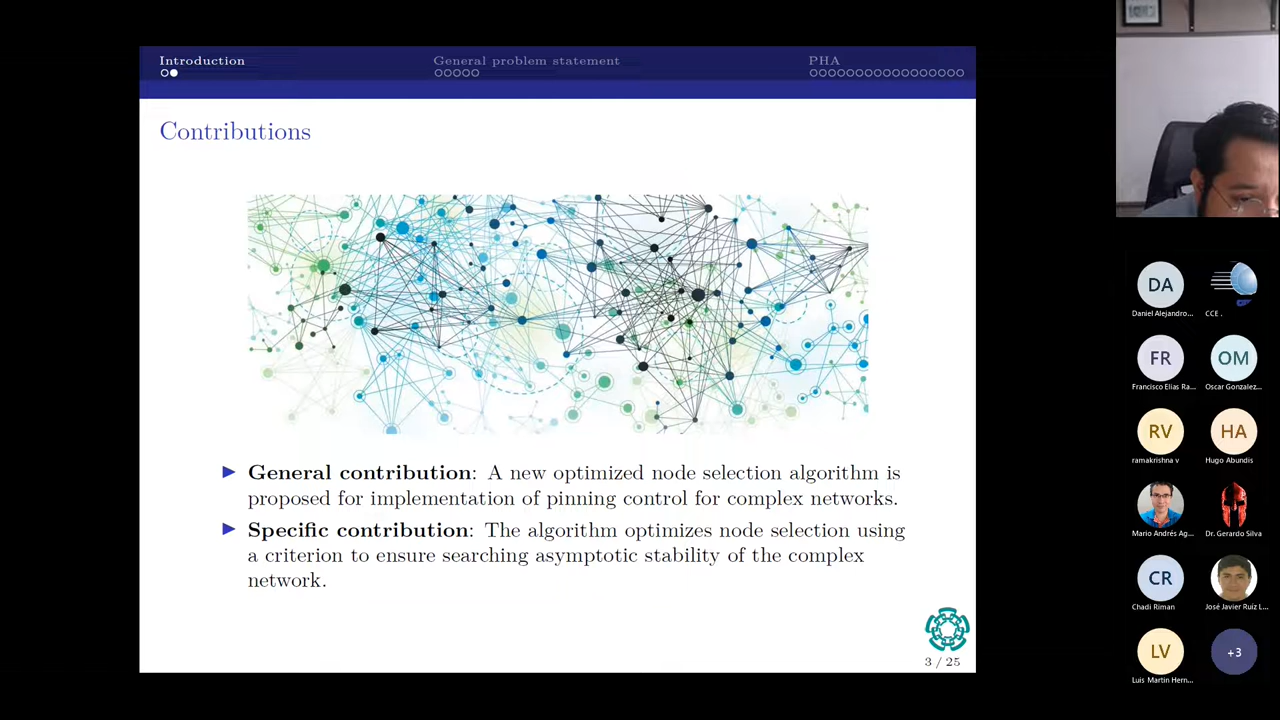 Introduction
General problem statement
PHA
Contributions
General contribution: A new optimized node selection algorithm is
proposed for implementation of pinning control for complex networks.
Specific contribution: The algorithm optimizes node selection using
a criterion to ensure searching asymptotic stability of the complex
network.
3 / 25
DA
Daniel Alejandro...
CCE .
FR
OM
Francisco Elias Ra...
Oscar Gonzalez...
RV
HA
ramakrishna v
Hugo Abundis
Mario Andrés Ag...
Dr. Gerardo Silva
CR
Chadi Riman
José Javier Ruíz L...
LV
+3
Luis Martin Hern...